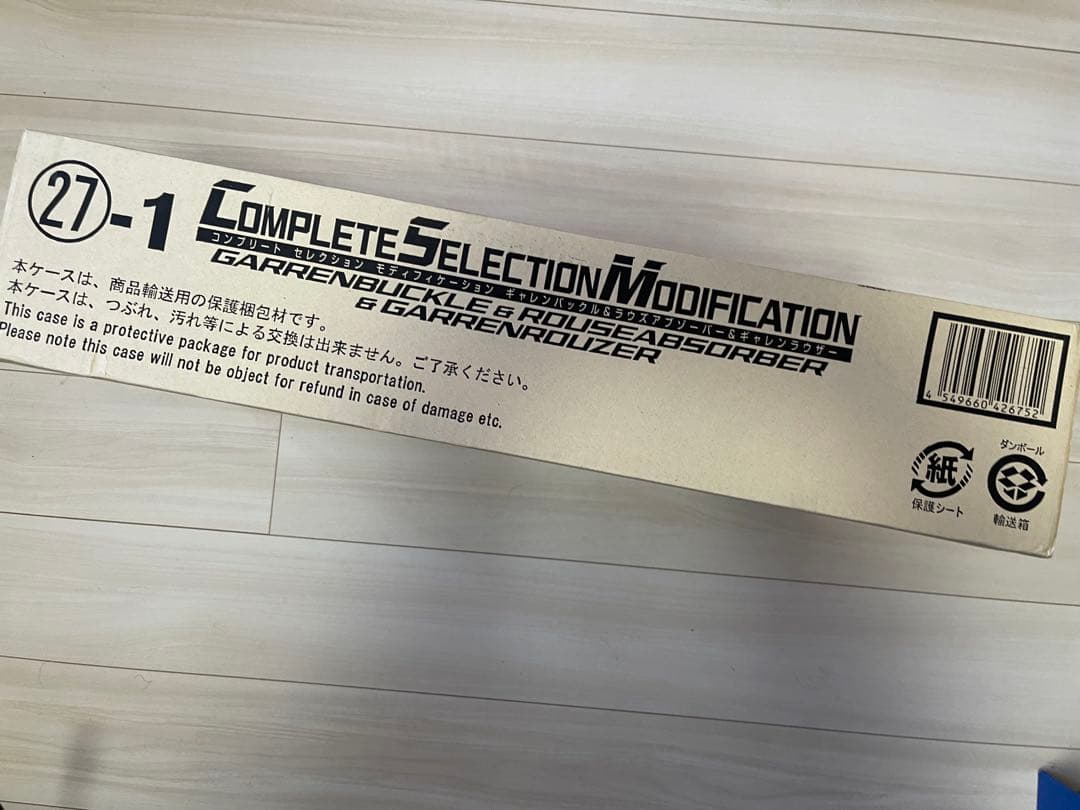 27-1
COMPLETE SELECTION MODIFICATION
コンプリート セレクション モディフィケーション ギャレンバックル&ラウズアブゾーバー&ギャレンラウザー
GARRENBUCKLE & ROUSEABSORBER
& GARRENROUZER
本ケースは、商品輸送用の保護梱包材です。
本ケースは、つぶれ、汚れ等による交換は出来ません。ご了承ください。
This case is a protective package for product transportation.
Please note this case will not be object for refund in case of damage etc.
4 549660 426752
紙
保護シート
ダンボール
輸送箱